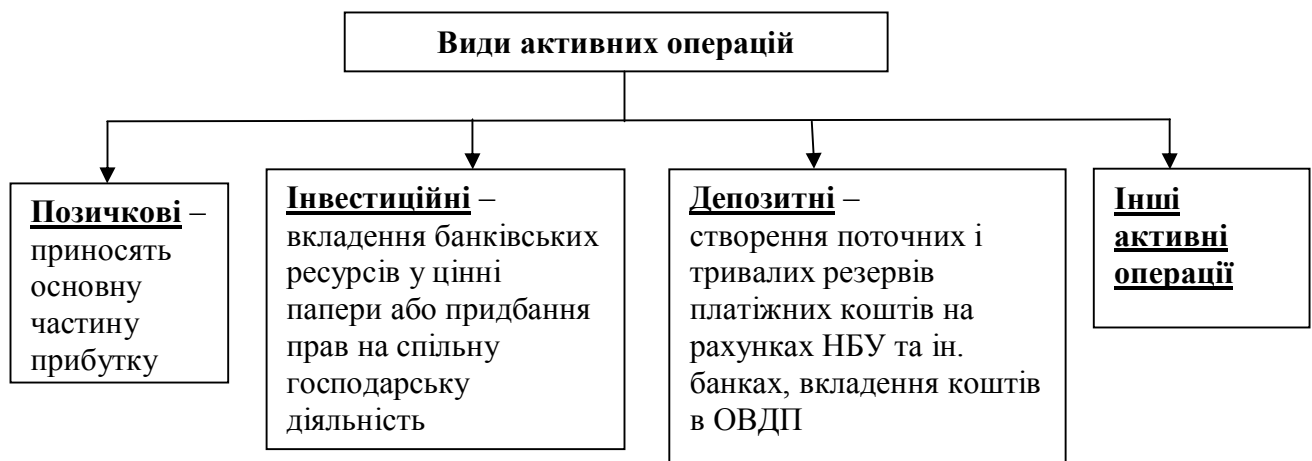 Види активних операцій
Позичкові –
приносять
основну
частину
прибутку
Інвестиційні –
вкладення банківських
ресурсів у цінні
папери або придбання
прав на спільну
господарську
діяльність
Депозитні –
створення поточних і
тривалих резервів
платіжних коштів на
рахунках НБУ та ін.
банках, вкладення коштів
в ОВДП
Інші
активні
операції